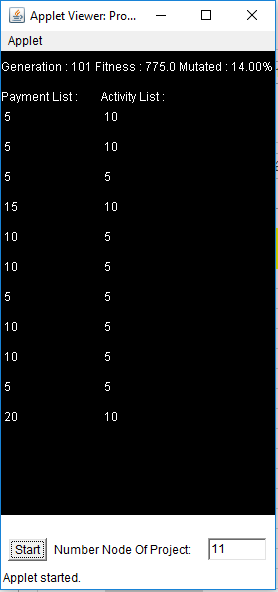 Applet Viewer: Pro...
Applet
Generation : 101 Fitness : 775.0 Mutated : 14.00%
Payment List : Activity List :
5 10
5 10
5 5
15 10
10 5
10 5
5 5
10 5
10 5
5 5
20 10
Start Number Node Of Project: 11
Applet started.